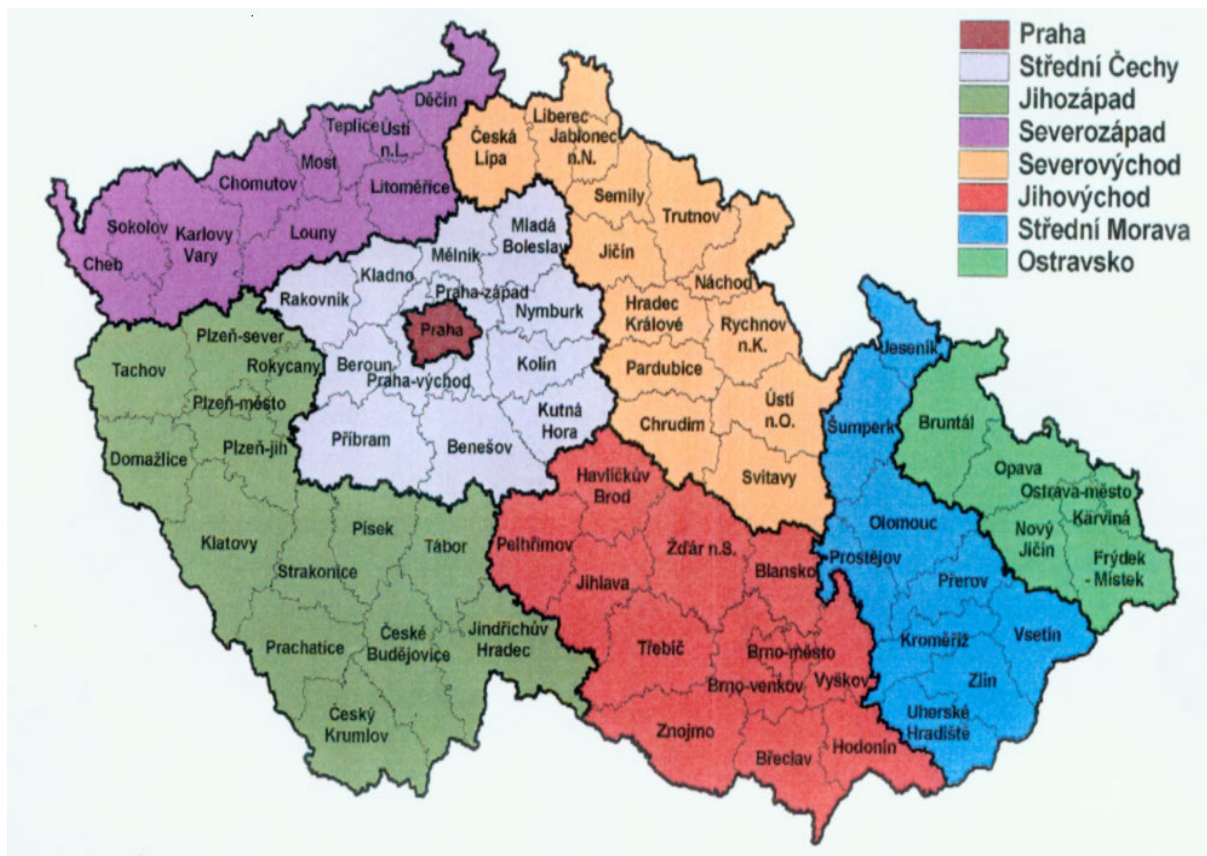 Praha
Střední Čechy
Jihozápad
Severozápad
Severovýchod
Jihovýchod
Střední Morava
Ostravsko
Děčín
Teplice
Ústí
n.L.
Most
Chomutov
Litoměřice
Sokolov
Karlovy
Vary
Louny
Cheb
Česká
Lípa
Liberec
Jablonec
n.N.
Semily
Trutnov
Jičín
Náchod
Hradec
Králové
Rychnov
n.K.
Pardubice
Chrudim
Ústí
n.O.
Svitavy
Mladá
Boleslav
Mělník
Kladno
Rakovník
Praha-západ
Nymburk
Praha
Beroun
Praha-východ
Kolín
Kutná
Hora
Příbram
Benešov
Plzeň-sever
Rokycany
Tachov
Plzeň-město
Plzeň-jih
Domažlice
Klatovy
Písek
Tábor
Strakonice
Prachatice
České
Budějovice
Jindřichův
Hradec
Český
Krumlov
Havlíčkův
Brod
Pelhřimov
Žďár n.S.
Jihlava
Blansko
Třebíč
Brno-město
Brno-venkov
Vyškov
Znojmo
Břeclav
Hodonín
Jeseník
Šumperk
Olomouc
Prostějov
Přerov
Kroměříž
Vsetín
Zlín
Uherské
Hradiště
Bruntál
Opava
Ostrava-město
Karviná
Nový
Jičín
Frýdek
-Místek